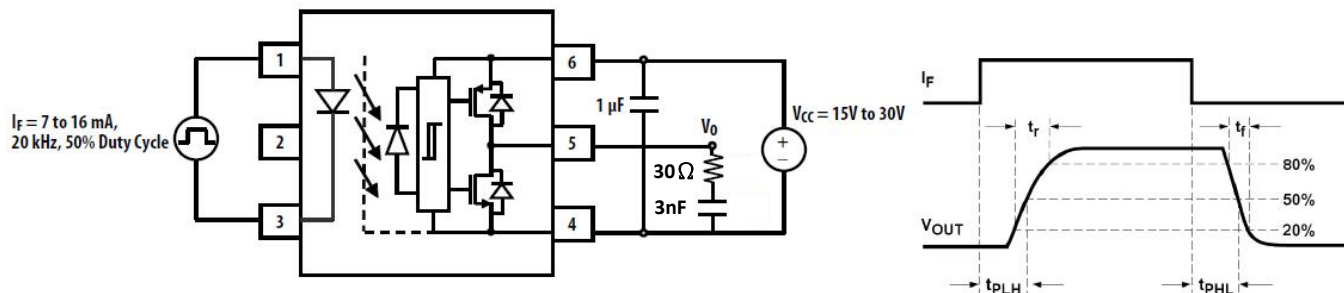 I_F = 7 to 16 mA,
20 kHz, 50% Duty Cycle
1
2
3
6
5
4
1 μF
V_O
30Ω
3nF
+
−
V_CC = 15V to 30V
I_F
t_r
t_f
80%
50%
20%
V_OUT
t_PLH
t_PHL